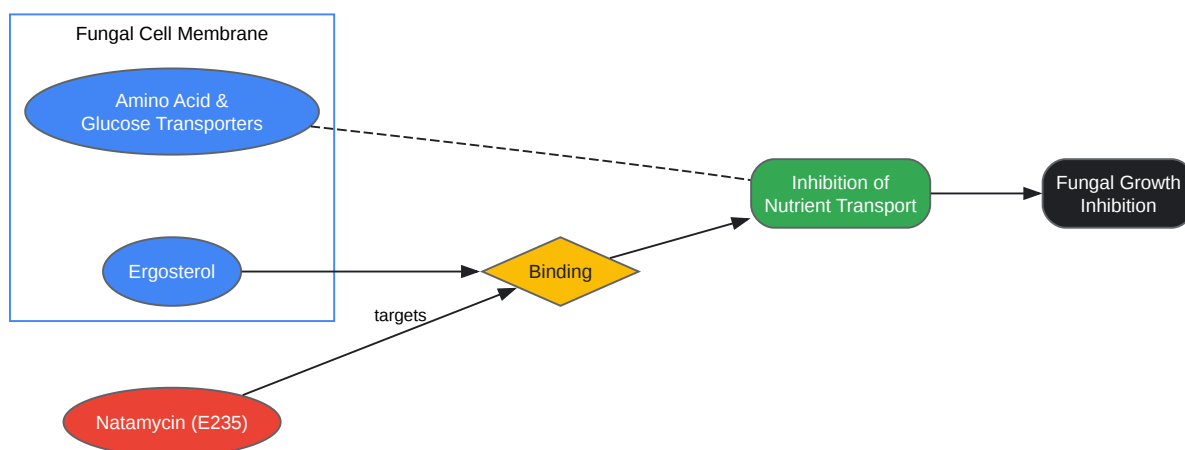 Fungal Cell Membrane
Amino Acid &
Glucose Transporters
Inhibition of
Nutrient Transport
Fungal Growth
Inhibition
Ergosterol
Binding
targets
Natamycin (E235)